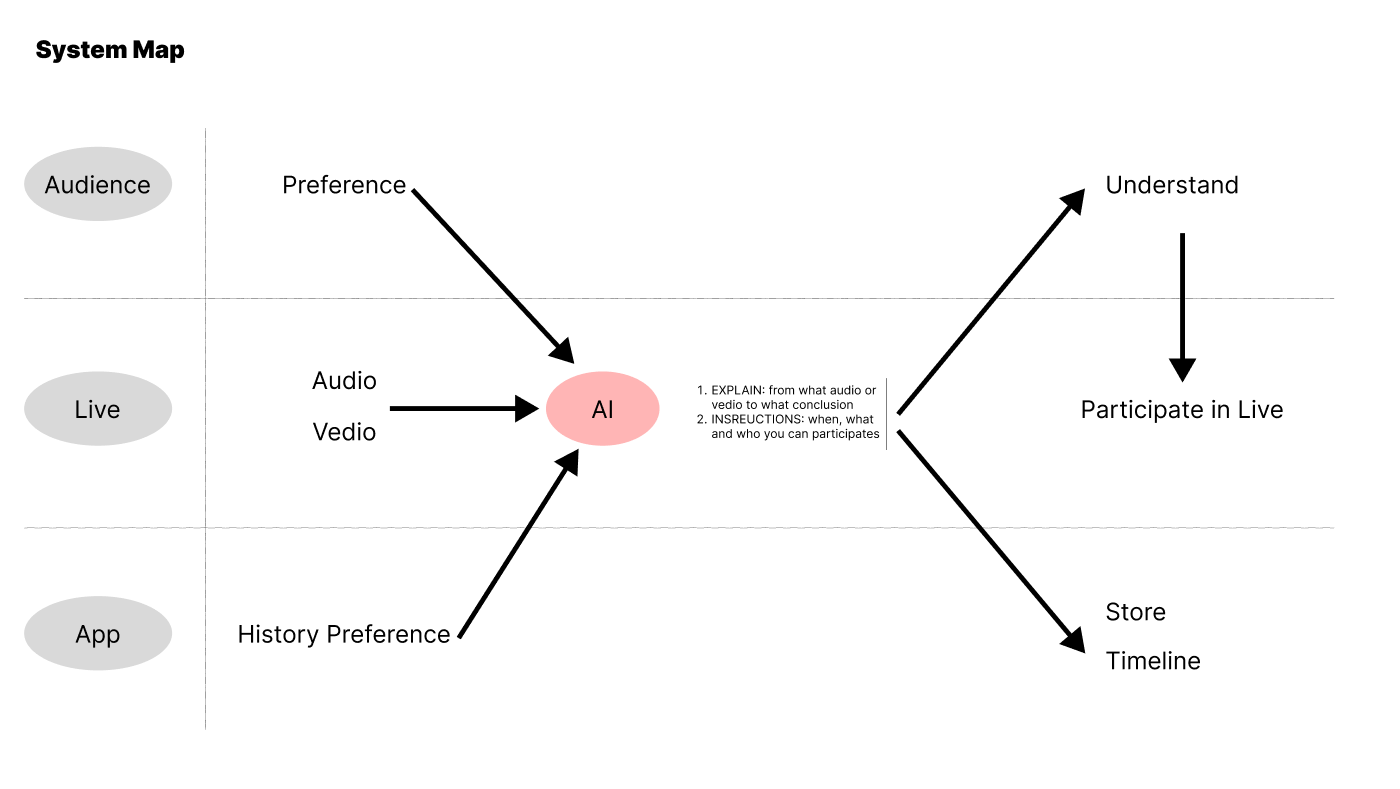 System Map
Audience
Preference
Understand
Live
Audio
Vedio
AI
1. EXPLAIN: from what audio or
vedio to what conclusion
2. INSREUCTIONS: when, what
and who you can participates
Participate in Live
App
History Preference
Store
Timeline